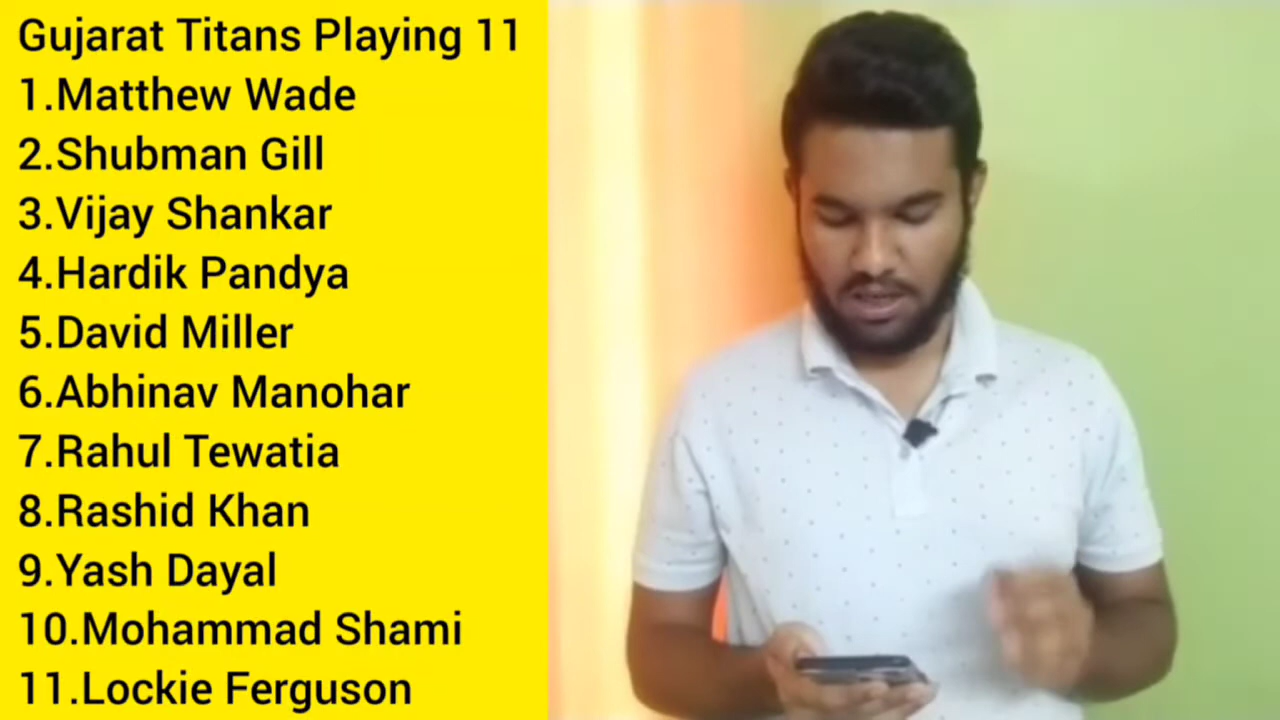 Gujarat Titans Playing 11
1.Matthew Wade
2.Shubman Gill
3.Vijay Shankar
4.Hardik Pandya
5.David Miller
6.Abhinav Manohar
7.Rahul Tewatia
8.Rashid Khan
9.Yash Dayal
10.Mohammad Shami
11.Lockie Ferguson